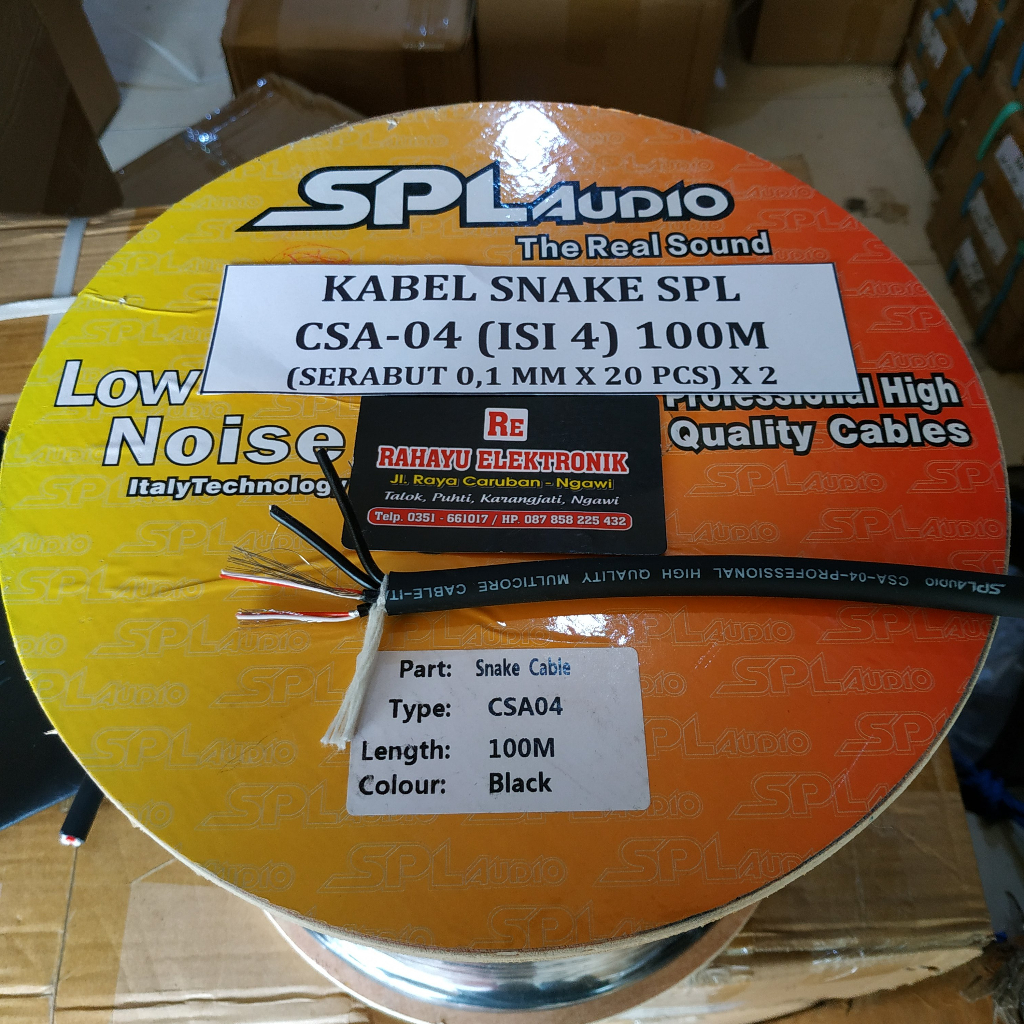 SPL AUDIO
The Real Sound
KABEL SNAKE SPL
CSA-04 (ISI 4) 100M
(SERABUT 0,1 MM X 20 PCS) X 2
Low
Noise
ItalyTechnology
Professional High
Quality Cables
RE
RAHAYU ELEKTRONIK
Jl. Raya Caruban - Ngawi
Talok, Puhti, Karangjati, Ngawi
Telp. 0351 - 661017 / HP. 087 858 225 432
SPL AUDIO CSA-04-PROFESSIONAL HIGH QUALITY MULTICORE CABLE-IT
Part: Snake Cable
Type: CSA04
Length: 100M
Colour: Black